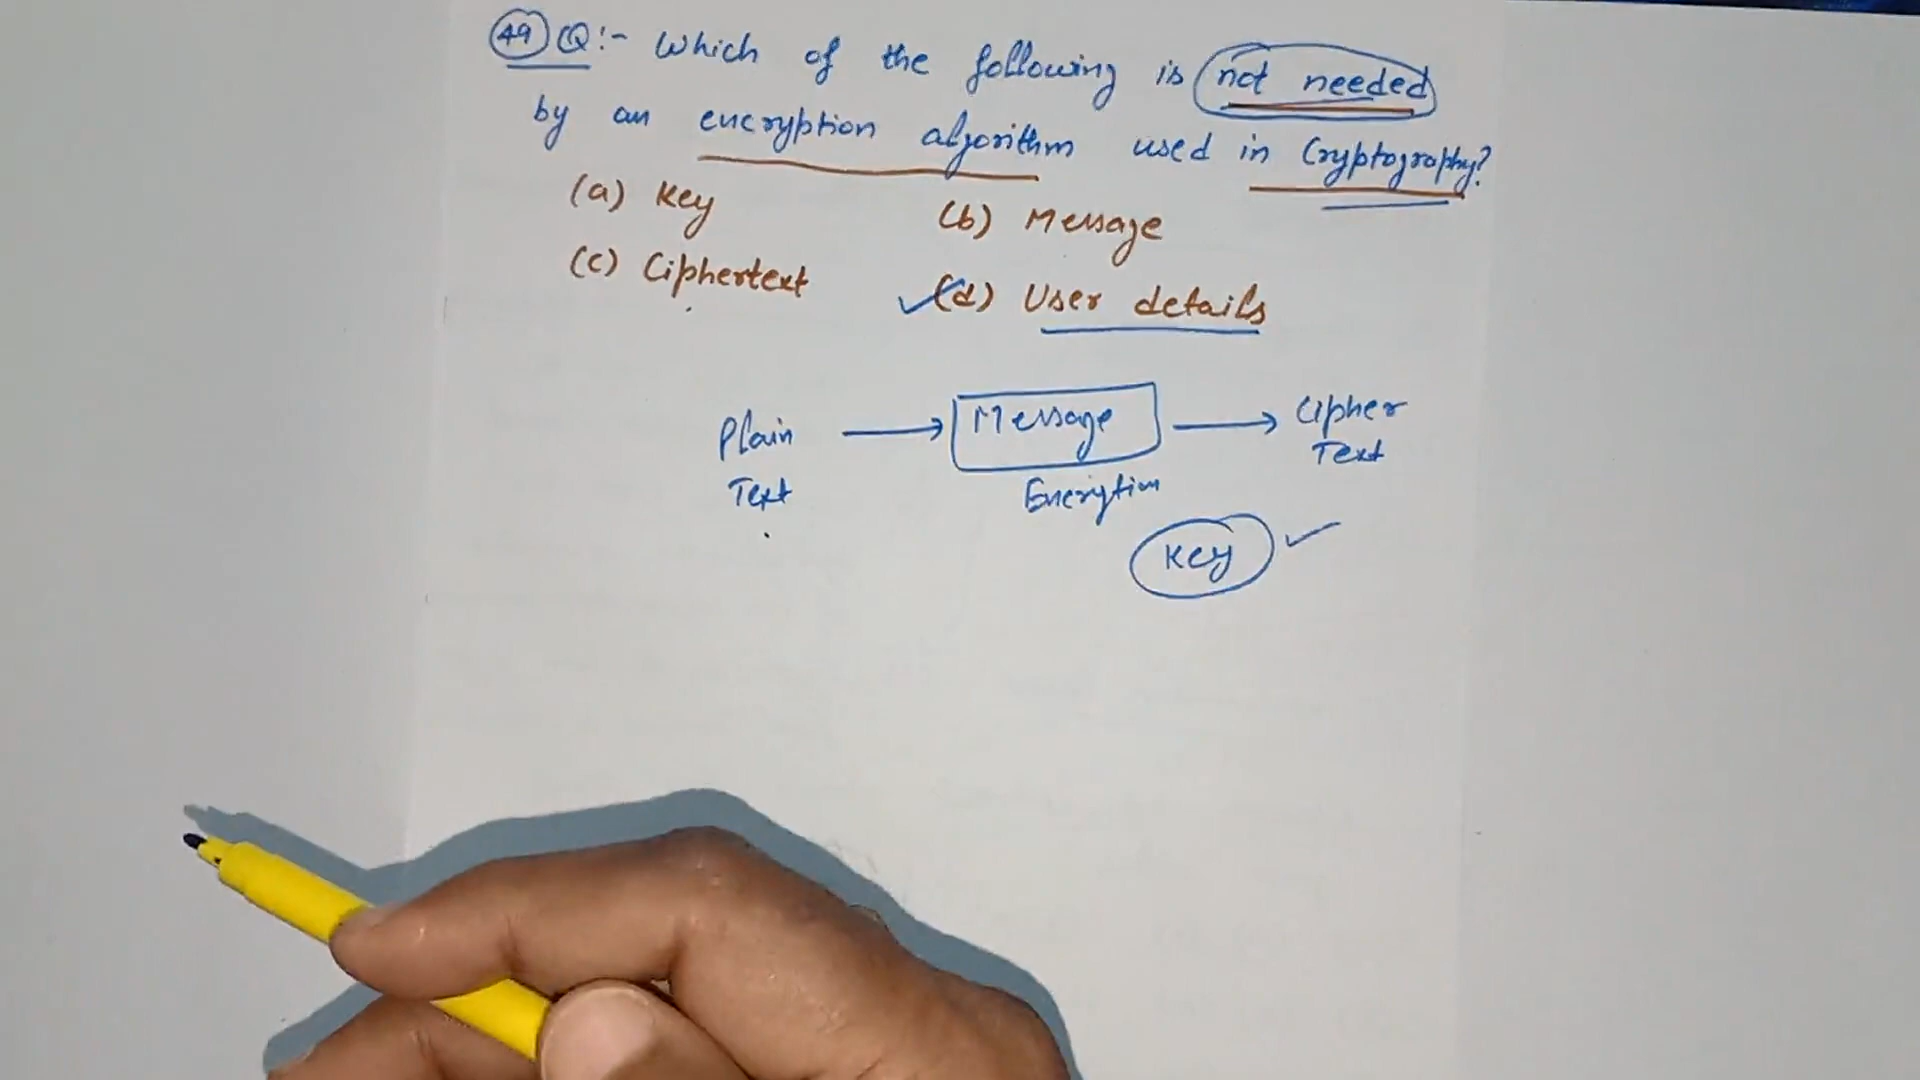 49 Q:- Which of the following is not needed
by an encryption algorithm used in Cryptography?
(a) Key (b) Message
(c) Ciphertext (d) User details
Plain Text
Message
Encryption
Cipher Text
Key